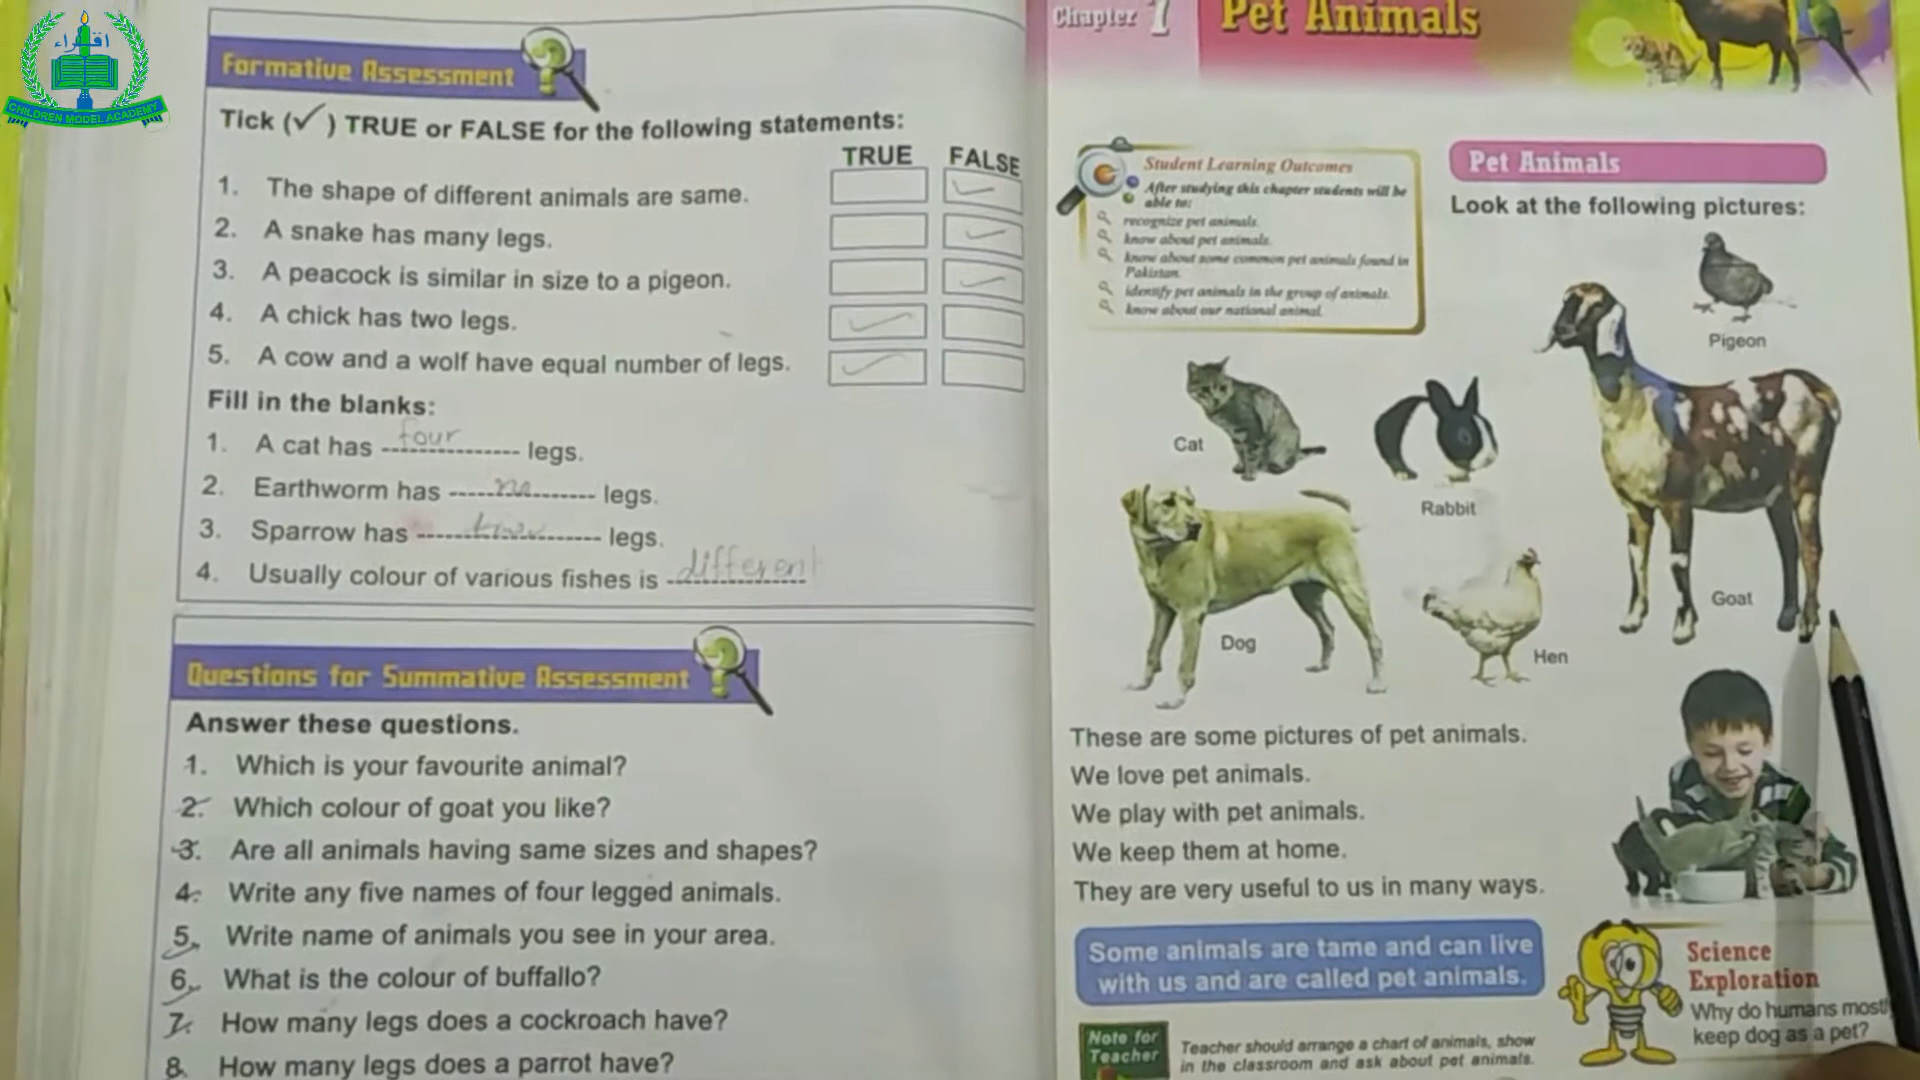 اقراء
CHILDREN MODEL ACADEMY
Formative Assessment
Tick (✓) TRUE or FALSE for the following statements:
TRUE FALSE
1. The shape of different animals are same. ✓
2. A snake has many legs. ✓
3. A peacock is similar in size to a pigeon. ✓
4. A chick has two legs. ✓
5. A cow and a wolf have equal number of legs. ✓
Fill in the blanks:
1. A cat has four legs.
2. Earthworm has no legs.
3. Sparrow has two legs.
4. Usually colour of various fishes is different
Questions for Summative Assessment
Answer these questions.
1. Which is your favourite animal?
2. Which colour of goat you like?
3. Are all animals having same sizes and shapes?
4. Write any five names of four legged animals.
5. Write name of animals you see in your area.
6. What is the colour of buffallo?
7. How many legs does a cockroach have?
8. How many legs does a parrot have?
Chapter 1 Pet Animals
Student Learning Outcomes
After studying this chapter students will be
able to:
recognize pet animals.
know about pet animals.
know about some common pet animals found in
Pakistan.
identify pet animals in the group of animals.
know about our national animal.
Pet Animals
Look at the following pictures:
Pigeon
Cat
Rabbit
Goat
Dog
Hen
These are some pictures of pet animals.
We love pet animals.
We play with pet animals.
We keep them at home.
They are very useful to us in many ways.
Some animals are tame and can live
with us and are called pet animals.
Science
Exploration
Why do humans mostl
keep dog as a pet?
Note for
Teacher
Teacher should arrange a chart of animals, show
in the classroom and ask about pet animals.